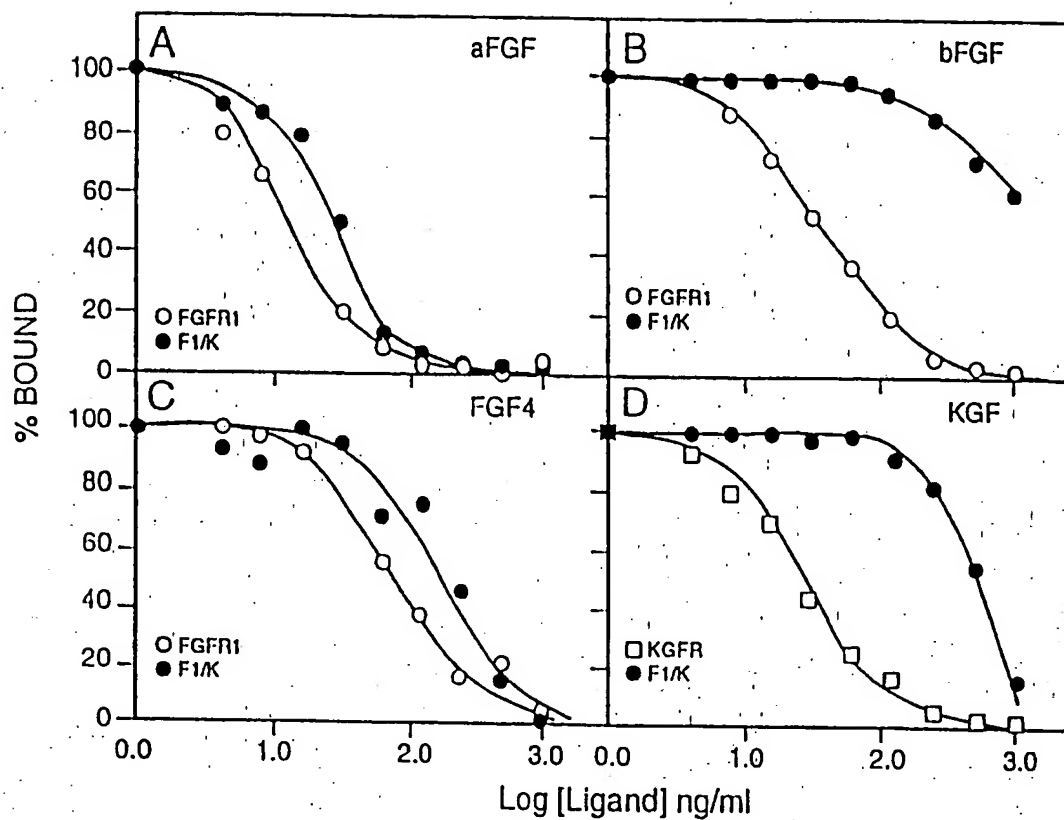 A
aFGF
100
80
60
40
20
0
○ FGFR1
● F1/K
B
bFGF
○ FGFR1
● F1/K
% BOUND
C
FGF4
100
80
60
40
20
0
○ FGFR1
● F1/K
0.0
1.0
2.0
3.0
D
KGF
□ KGFR
● F1/K
0.0
1.0
2.0
3.0
Log [Ligand] ng/ml